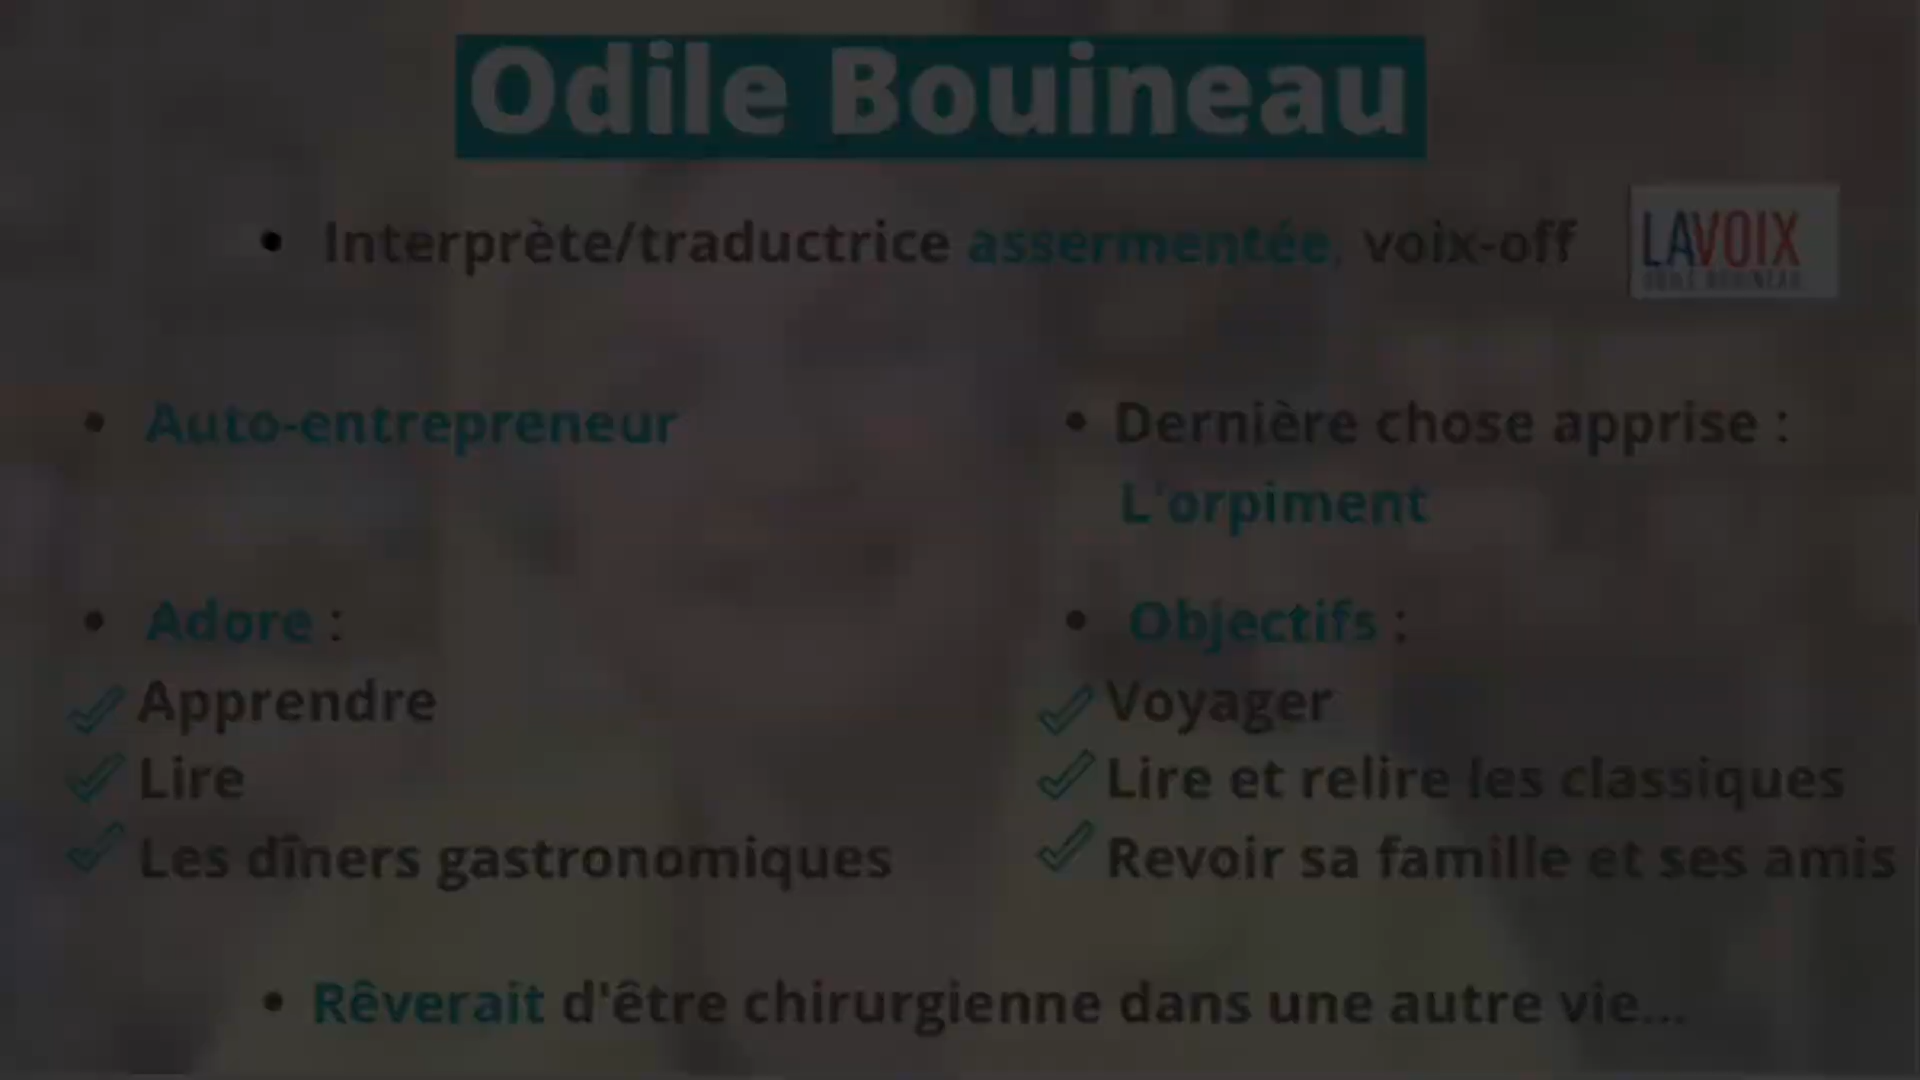 Odile Bouineau
• Interprète/traductrice assermentée, voix-off
LAVOIX
ODILE BOUINEAU
• Auto-entrepreneur
• Dernière chose apprise :
L'orpiment
• Adore :
Apprendre
Lire
Les dîners gastronomiques
• Objectifs :
Voyager
Lire et relire les classiques
Revoir sa famille et ses amis
• Rêverait d'être chirurgienne dans une autre vie...